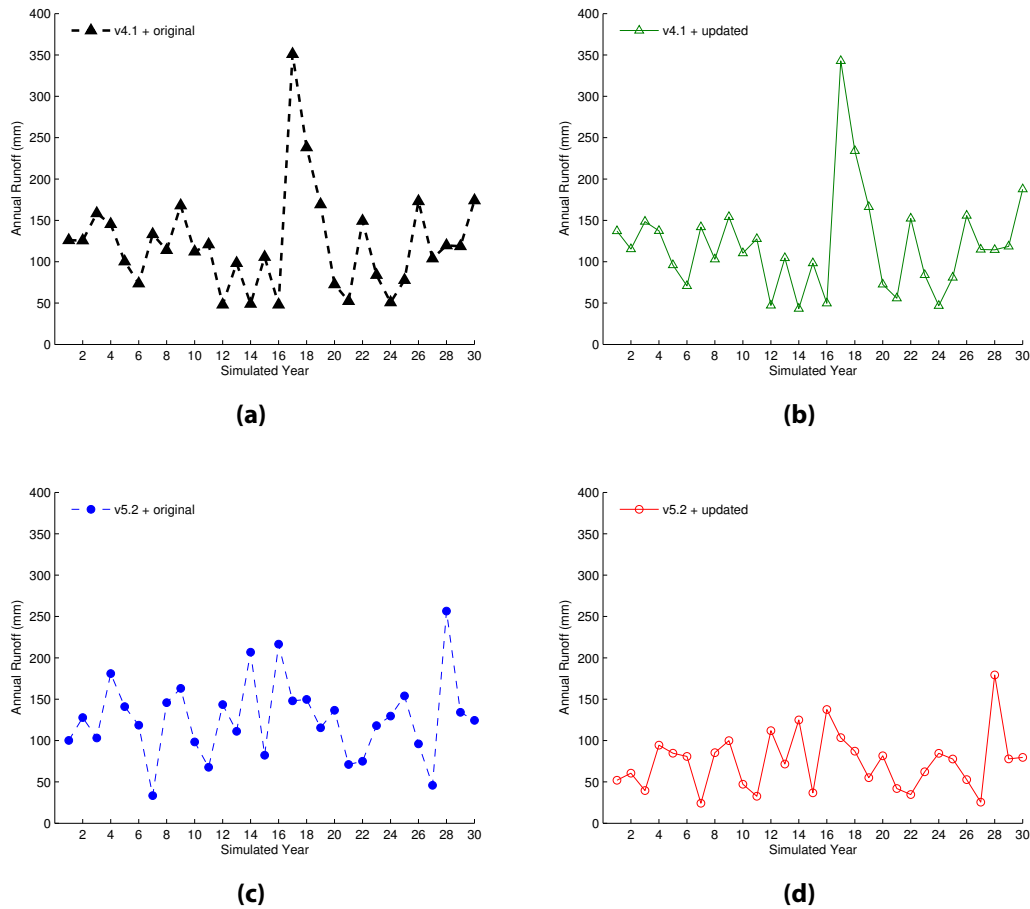 v4.1 + original
400
350
300
250
200
150
100
50
0
Annual Runoff (mm)
2 4 6 8 10 12 14 16 18 20 22 24 26 28 30
Simulated Year
(a)
v4.1 + updated
400
350
300
250
200
150
100
50
0
Annual Runoff (mm)
2 4 6 8 10 12 14 16 18 20 22 24 26 28 30
Simulated Year
(b)
v5.2 + original
400
350
300
250
200
150
100
50
0
Annual Runoff (mm)
2 4 6 8 10 12 14 16 18 20 22 24 26 28 30
Simulated Year
(c)
v5.2 + updated
400
350
300
250
200
150
100
50
0
Annual Runoff (mm)
2 4 6 8 10 12 14 16 18 20 22 24 26 28 30
Simulated Year
(d)